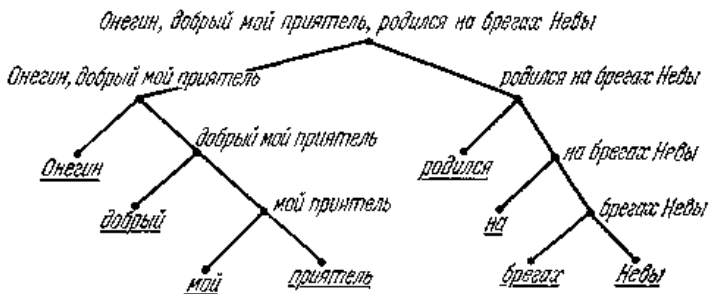 Онегин, добрый мой приятель, родился на брегах Невы
Онегин, добрый мой приятель
родился на брегах Невы
добрый мой приятель
Онегин
родился
на брегах Невы
добрый
мой приятель
на
брегах Невы
мой
приятель
брегах
Невы